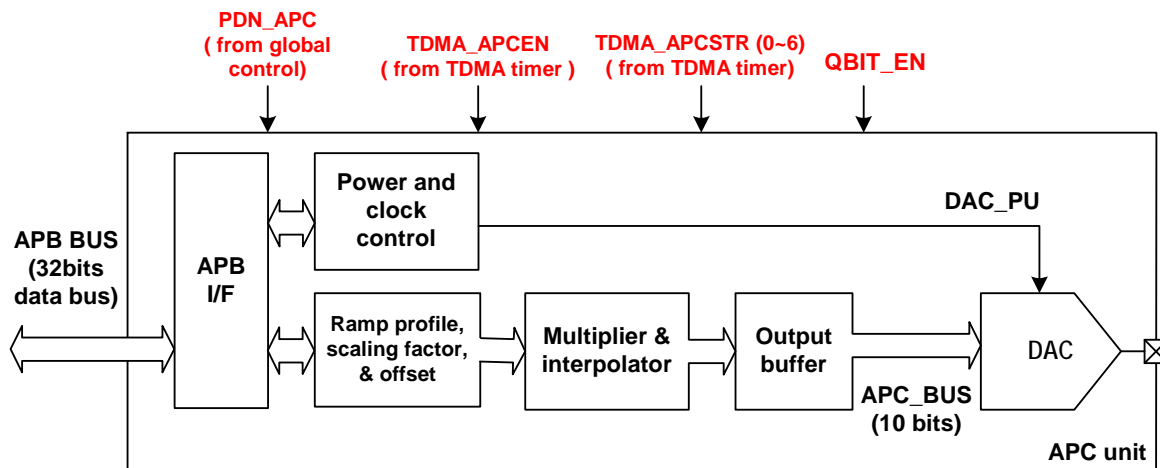 PDN_APC
( from global
control)
TDMA_APCEN
( from TDMA timer )
TDMA_APCSTR (0~6)
( from TDMA timer)
QBIT_EN
Power and
clock
control
DAC_PU
APB BUS
(32bits
data bus)
APB
I/F
Ramp profile,
scaling factor,
& offset
Multiplier &
interpolator
Output
buffer
DAC
APC_BUS
(10 bits)
APC unit